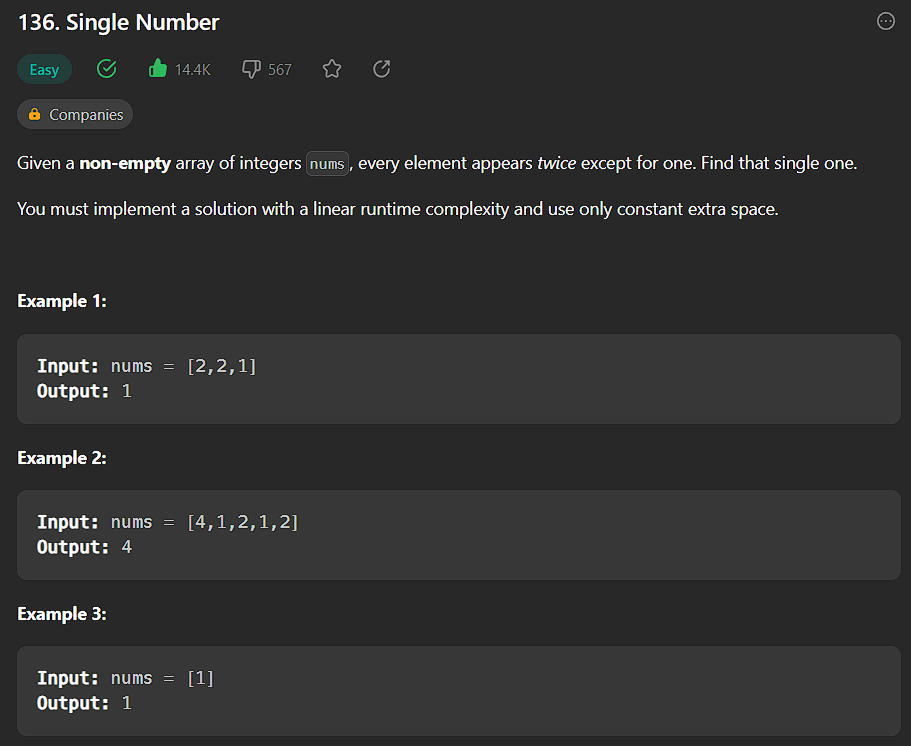 136. Single Number
Easy 14.4K 567
Companies
Given a non-empty array of integers nums, every element appears twice except for one. Find that single one.
You must implement a solution with a linear runtime complexity and use only constant extra space.
Example 1:
Input: nums = [2,2,1]
Output: 1
Example 2:
Input: nums = [4,1,2,1,2]
Output: 4
Example 3:
Input: nums = [1]
Output: 1